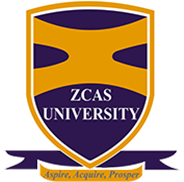 ZCAS
UNIVERSITY
Aspire, Acquire, Prosper